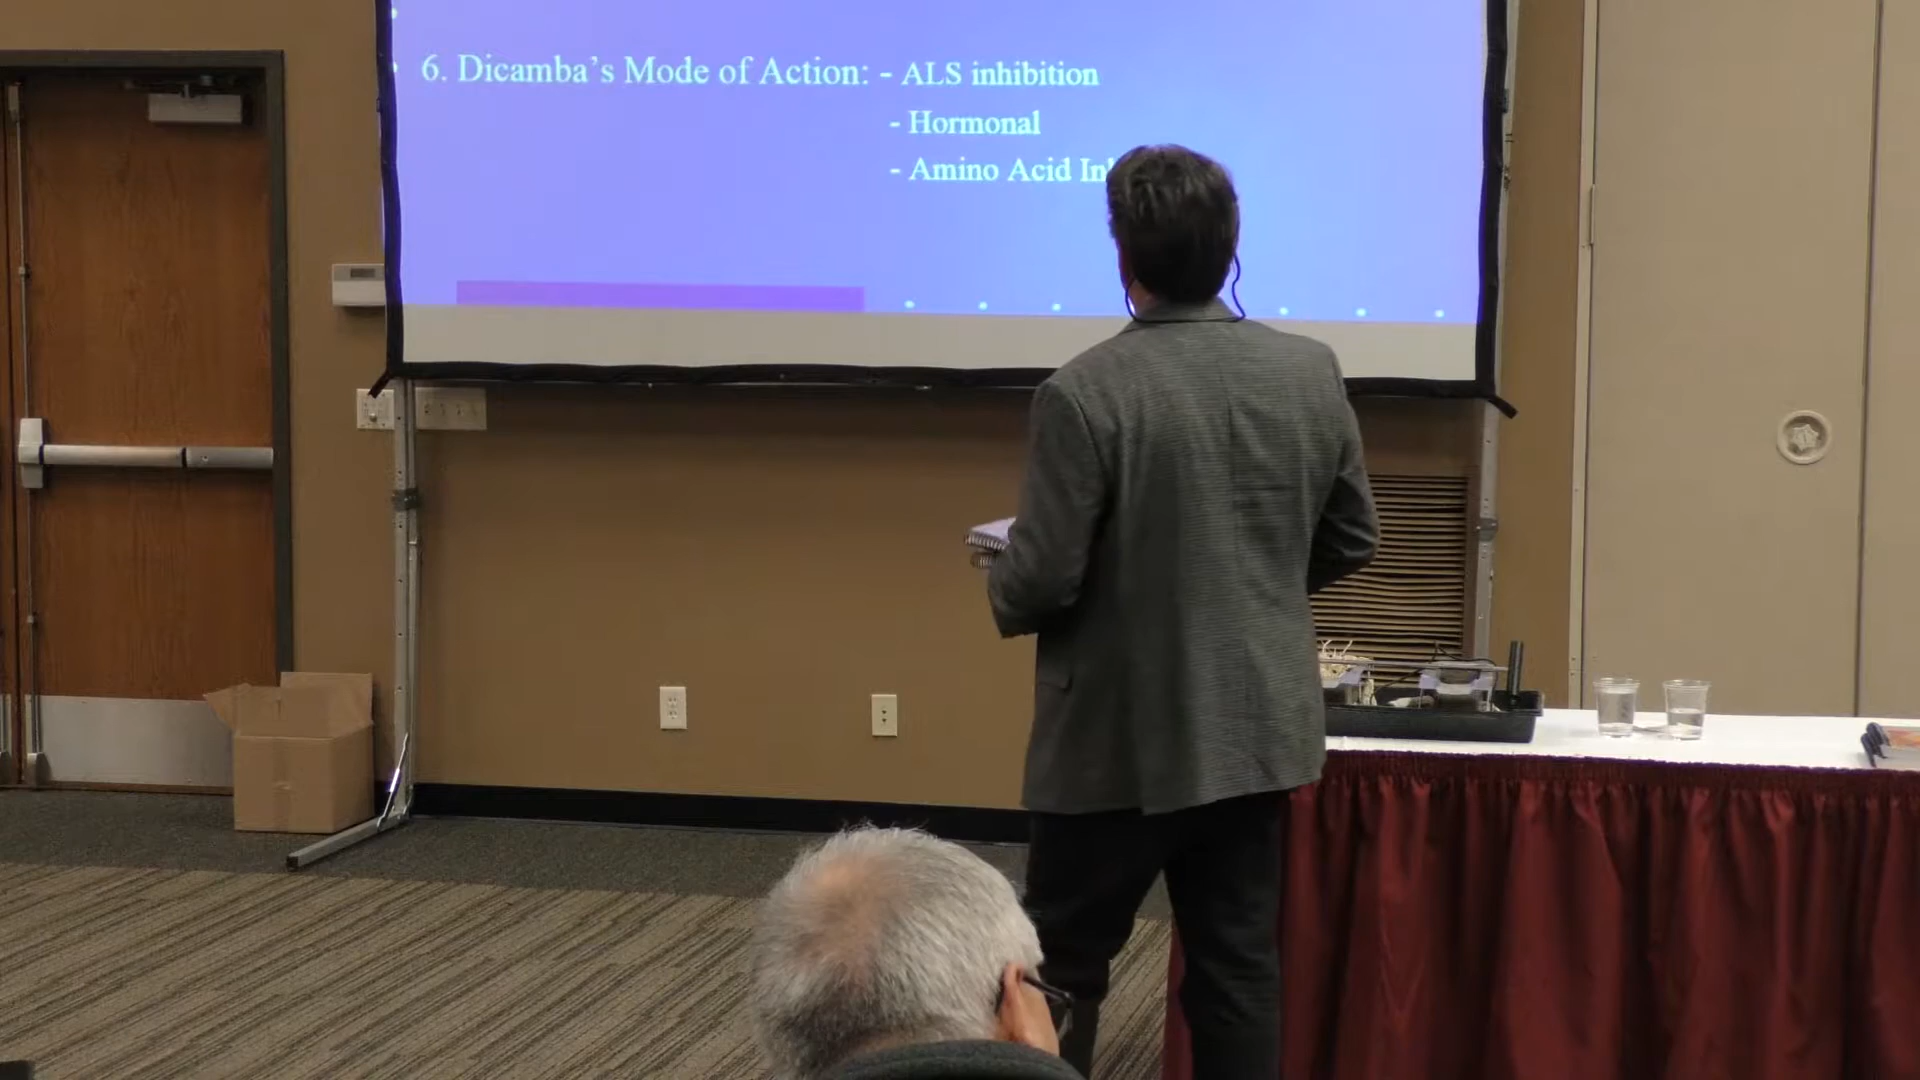 6. Dicamba's Mode of Action: - ALS inhibition
- Hormonal
- Amino Acid